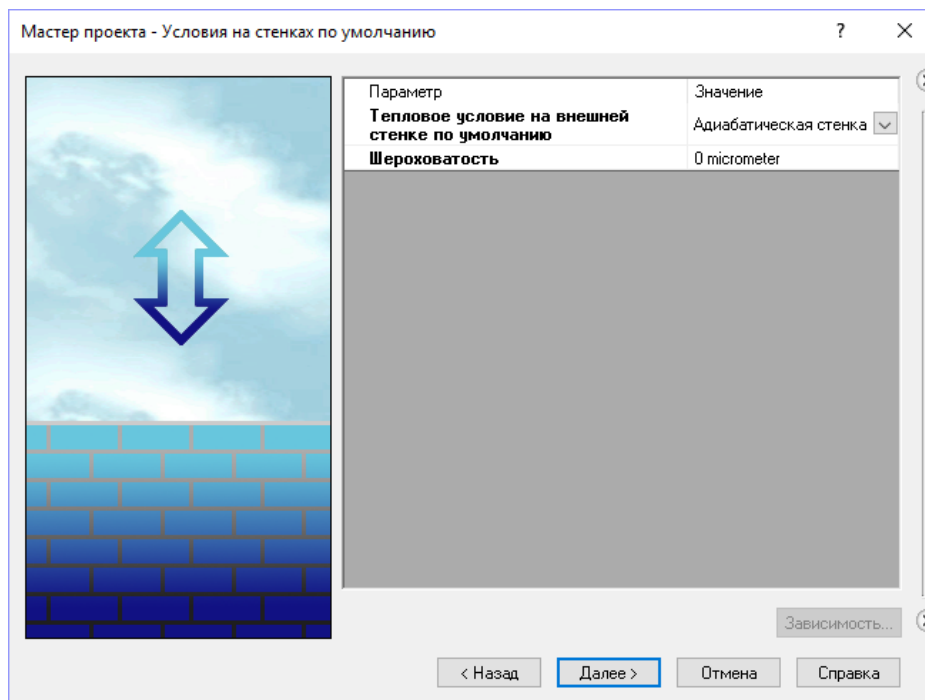 Мастер проекта - Условия на стенках по умолчанию
Параметр Значение
Тепловое условие на внешней стенке по умолчанию Адиабатическая стенка
Шероховатость 0 micrometer
Зависимость...
< Назад Далее > Отмена Справка